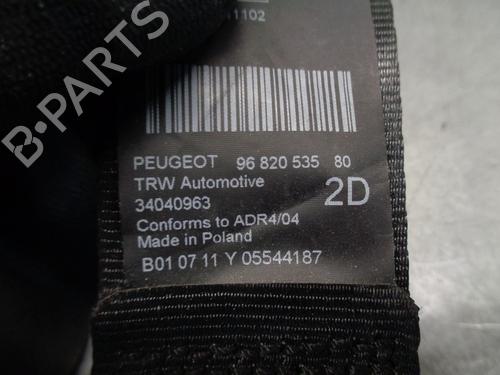 11102
PEUGEOT 96 820 535 80
TRW Automotive
34040963
2D
Conforms to ADR4/04
Made in Poland
B01 07 11 Y 05544187
B-PARTS